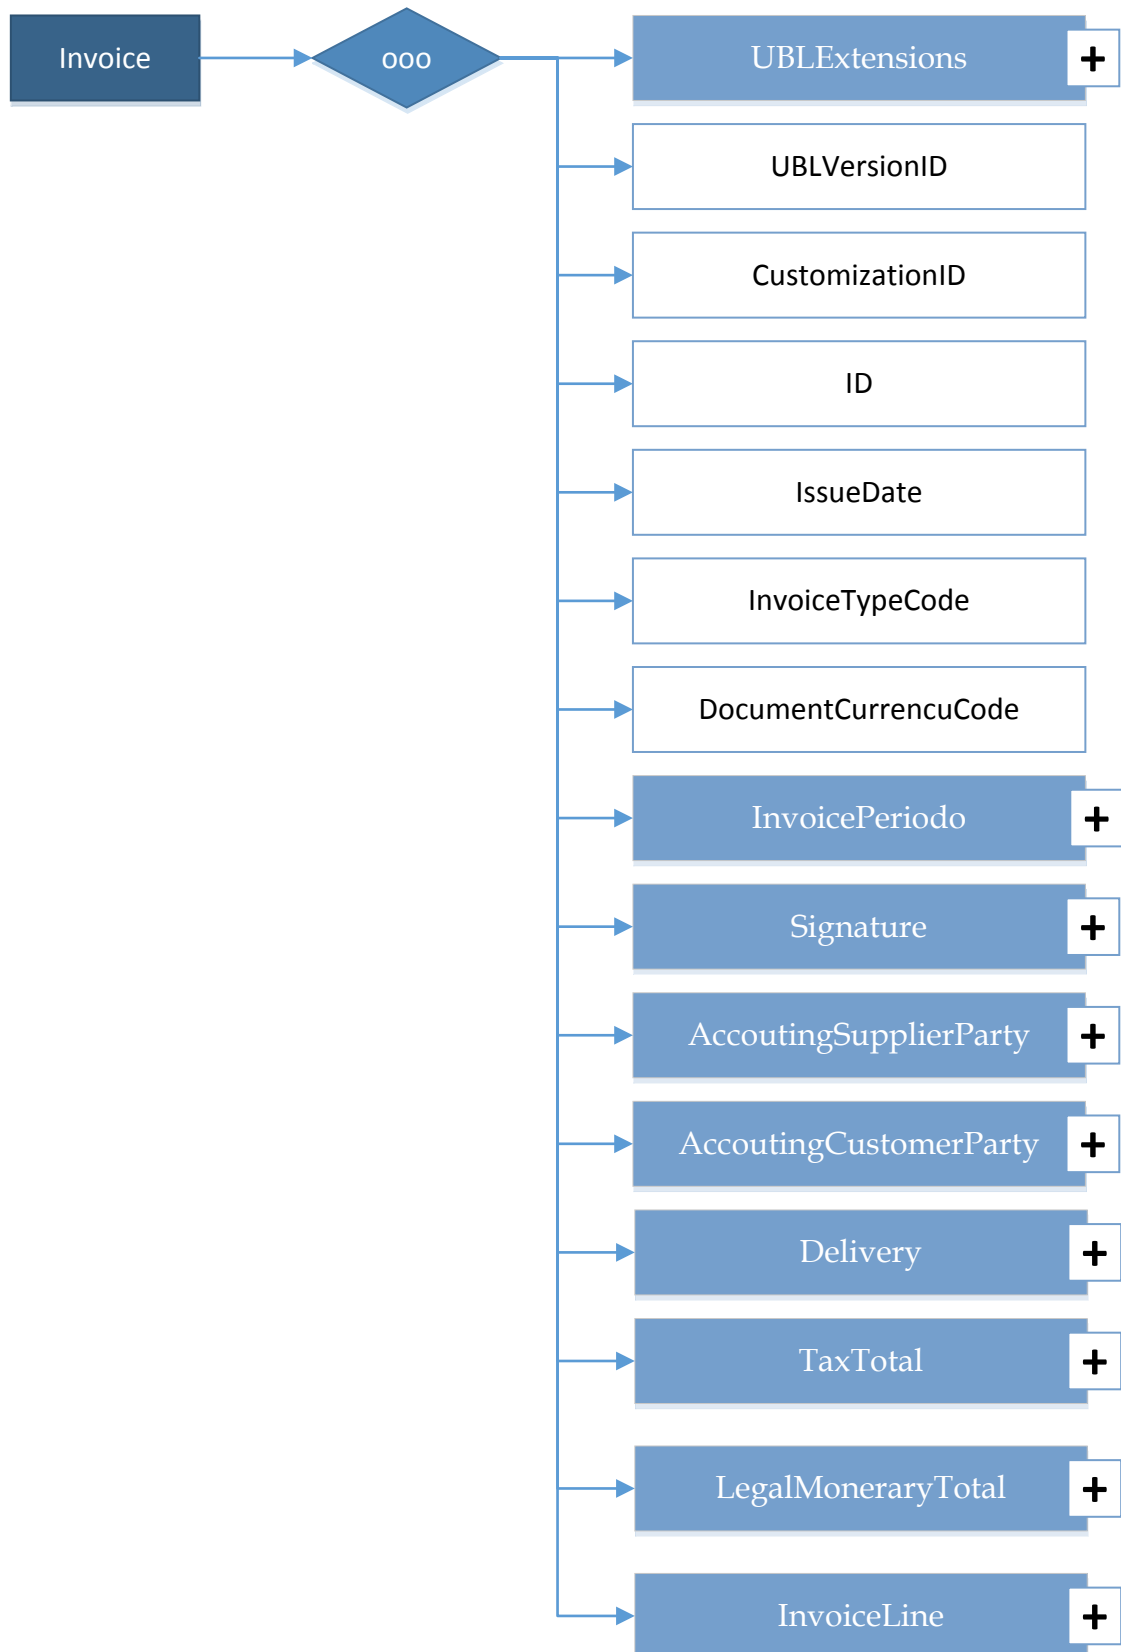 Invoice
ooo
UBLExtensions
+
UBLVersionID
CustomizationID
ID
IssueDate
InvoiceTypeCode
DocumentCurrencuCode
InvoicePeriodo
+
Signature
+
AccoutingSupplierParty
+
AccoutingCustomerParty
+
Delivery
+
TaxTotal
+
LegalMoneraryTotal
+
InvoiceLine
+